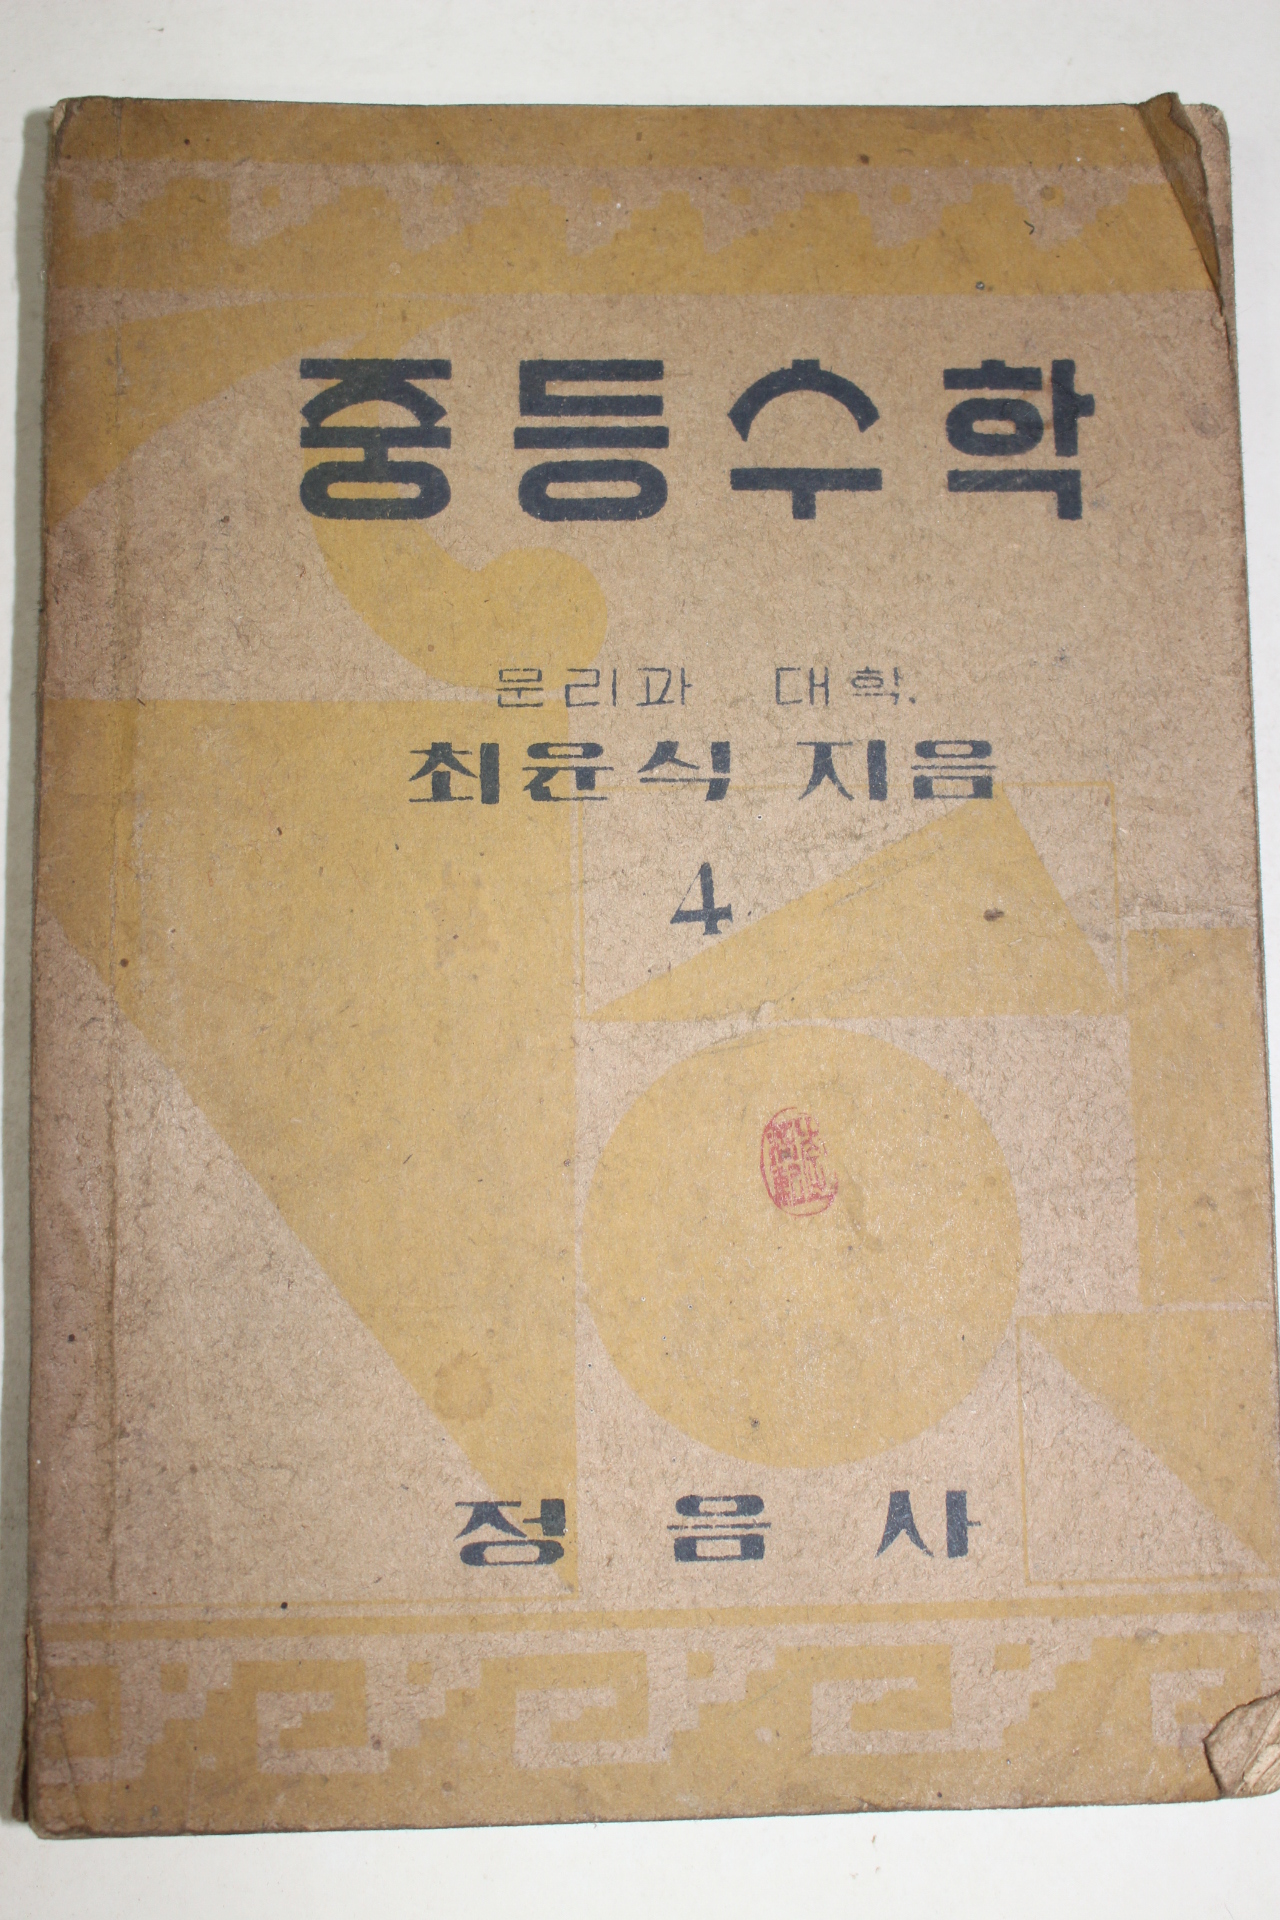 중등수학
문리과 대학.
최윤식 지음
4
정음사